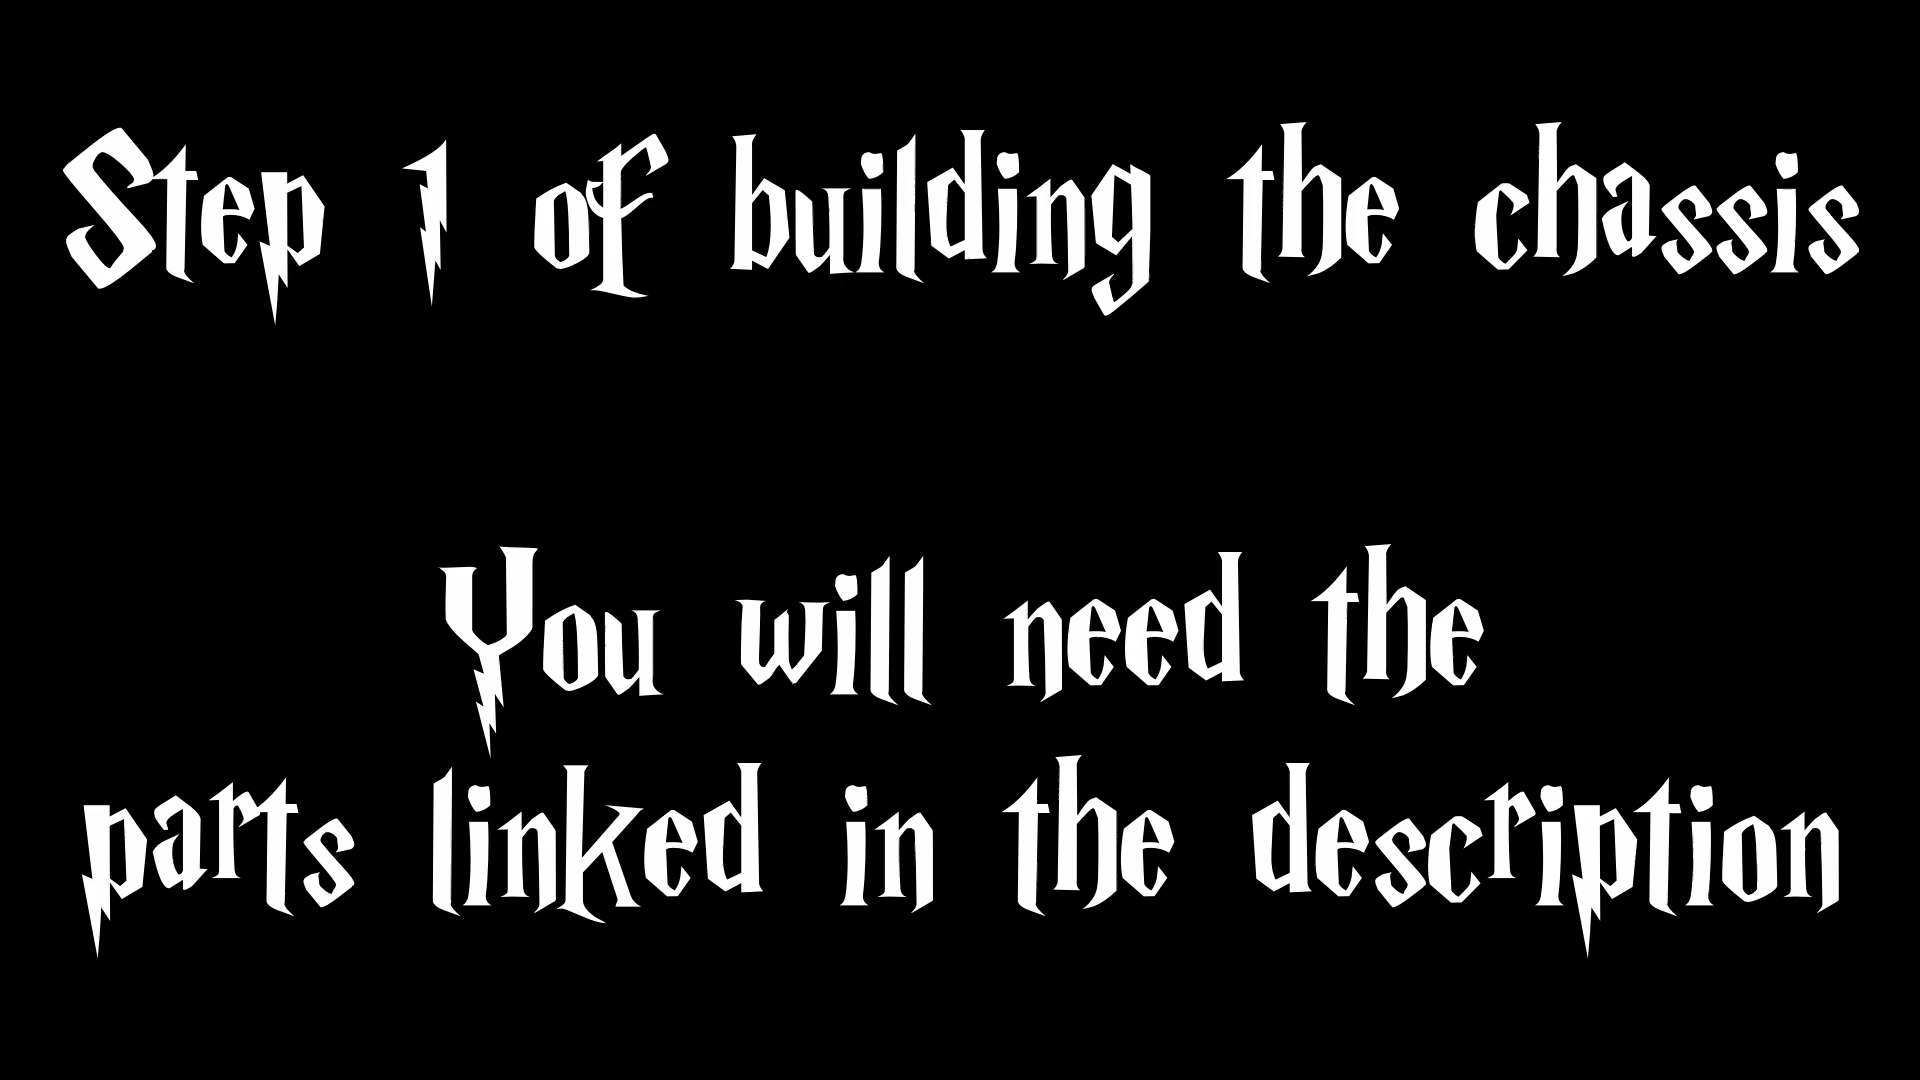 Step 1 of building the chassis
You will need the
parts linked in the description